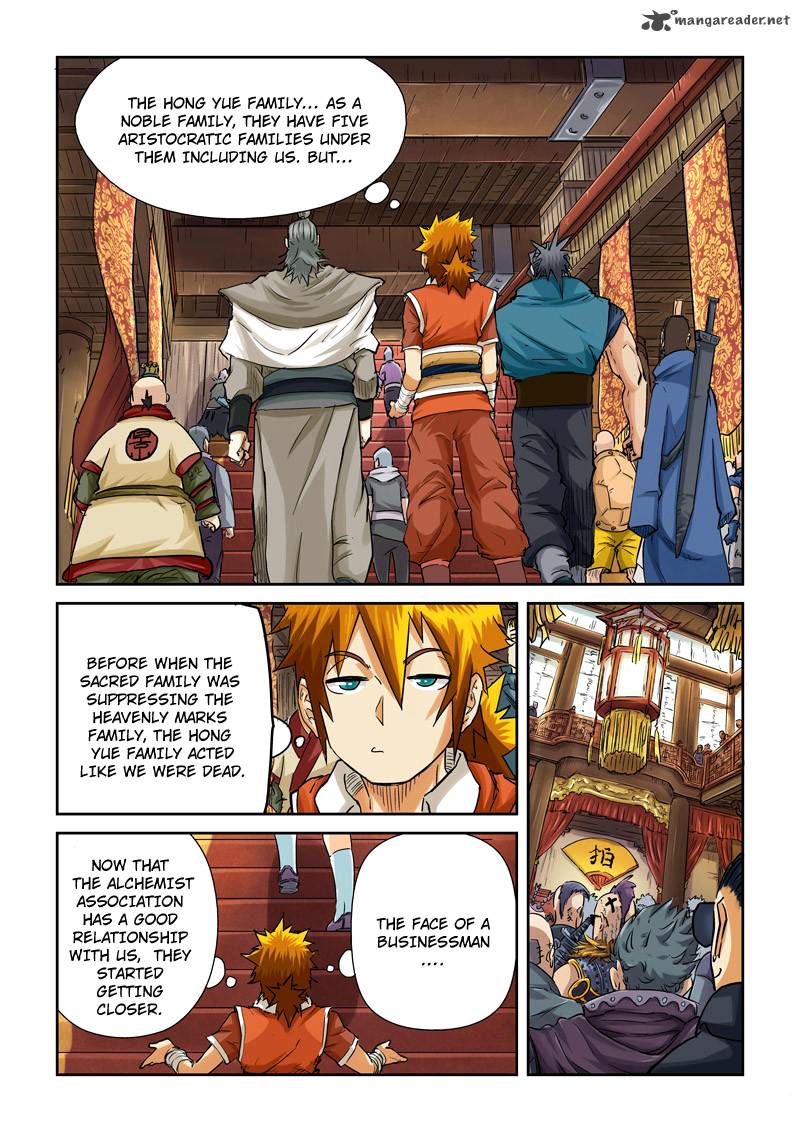 mangareader.net
THE HONG YUE FAMILY... AS A
NOBLE FAMILY, THEY HAVE FIVE
ARISTOCRATIC FAMILIES UNDER
THEM INCLUDING US. BUT...
BEFORE WHEN THE
SACRED FAMILY WAS
SUPPRESSING THE
HEAVENLY MARKS
FAMILY, THE HONG
YUE FAMILY ACTED
LIKE WE WERE DEAD.
拍
NOW THAT
THE ALCHEMIST
ASSOCIATION
HAS A GOOD
RELATIONSHIP
WITH US, THEY
STARTED
GETTING
CLOSER.
THE FACE OF A
BUSINESSMAN
....